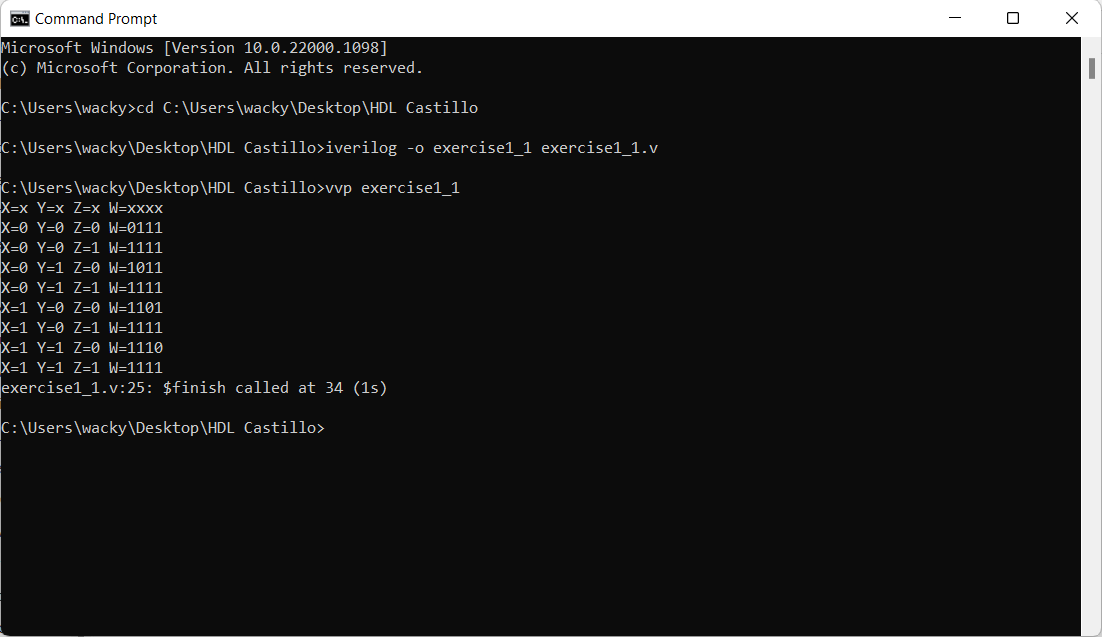 Command Prompt
Microsoft Windows [Version 10.0.22000.1098]
(c) Microsoft Corporation. All rights reserved.
C:\Users\wacky>cd C:\Users\wacky\Desktop\HDL Castillo
C:\Users\wacky\Desktop\HDL Castillo>iverilog -o exercise1_1 exercise1_1.v
C:\Users\wacky\Desktop\HDL Castillo>vvp exercise1_1
X=x Y=x Z=x W=xxxx
X=0 Y=0 Z=0 W=0111
X=0 Y=0 Z=1 W=1111
X=0 Y=1 Z=0 W=1011
X=0 Y=1 Z=1 W=1111
X=1 Y=0 Z=0 W=1101
X=1 Y=0 Z=1 W=1111
X=1 Y=1 Z=0 W=1110
X=1 Y=1 Z=1 W=1111
exercise1_1.v:25: $finish called at 34 (1s)
C:\Users\wacky\Desktop\HDL Castillo>